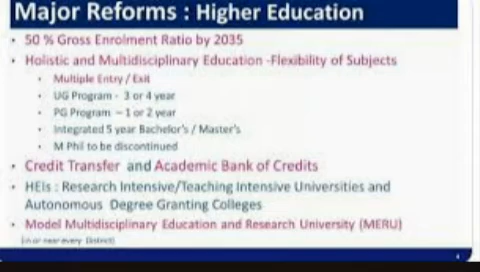 Major Reforms : Higher Education
• 50 % Gross Enrolment Ratio by 2035
• Holistic and Multidisciplinary Education -Flexibility of Subjects
• Multiple Entry / Exit
• UG Program - 3 or 4 year
• PG Program – 1 or 2 year
• Integrated 5 year Bachelor's / Master's
• M Phil to be discontinued
• Credit Transfer and Academic Bank of Credits
• HEIs : Research Intensive/Teaching Intensive Universities and
Autonomous Degree Granting Colleges
• Model Multidisciplinary Education and Research University (MERU)
(in or near every District)
4